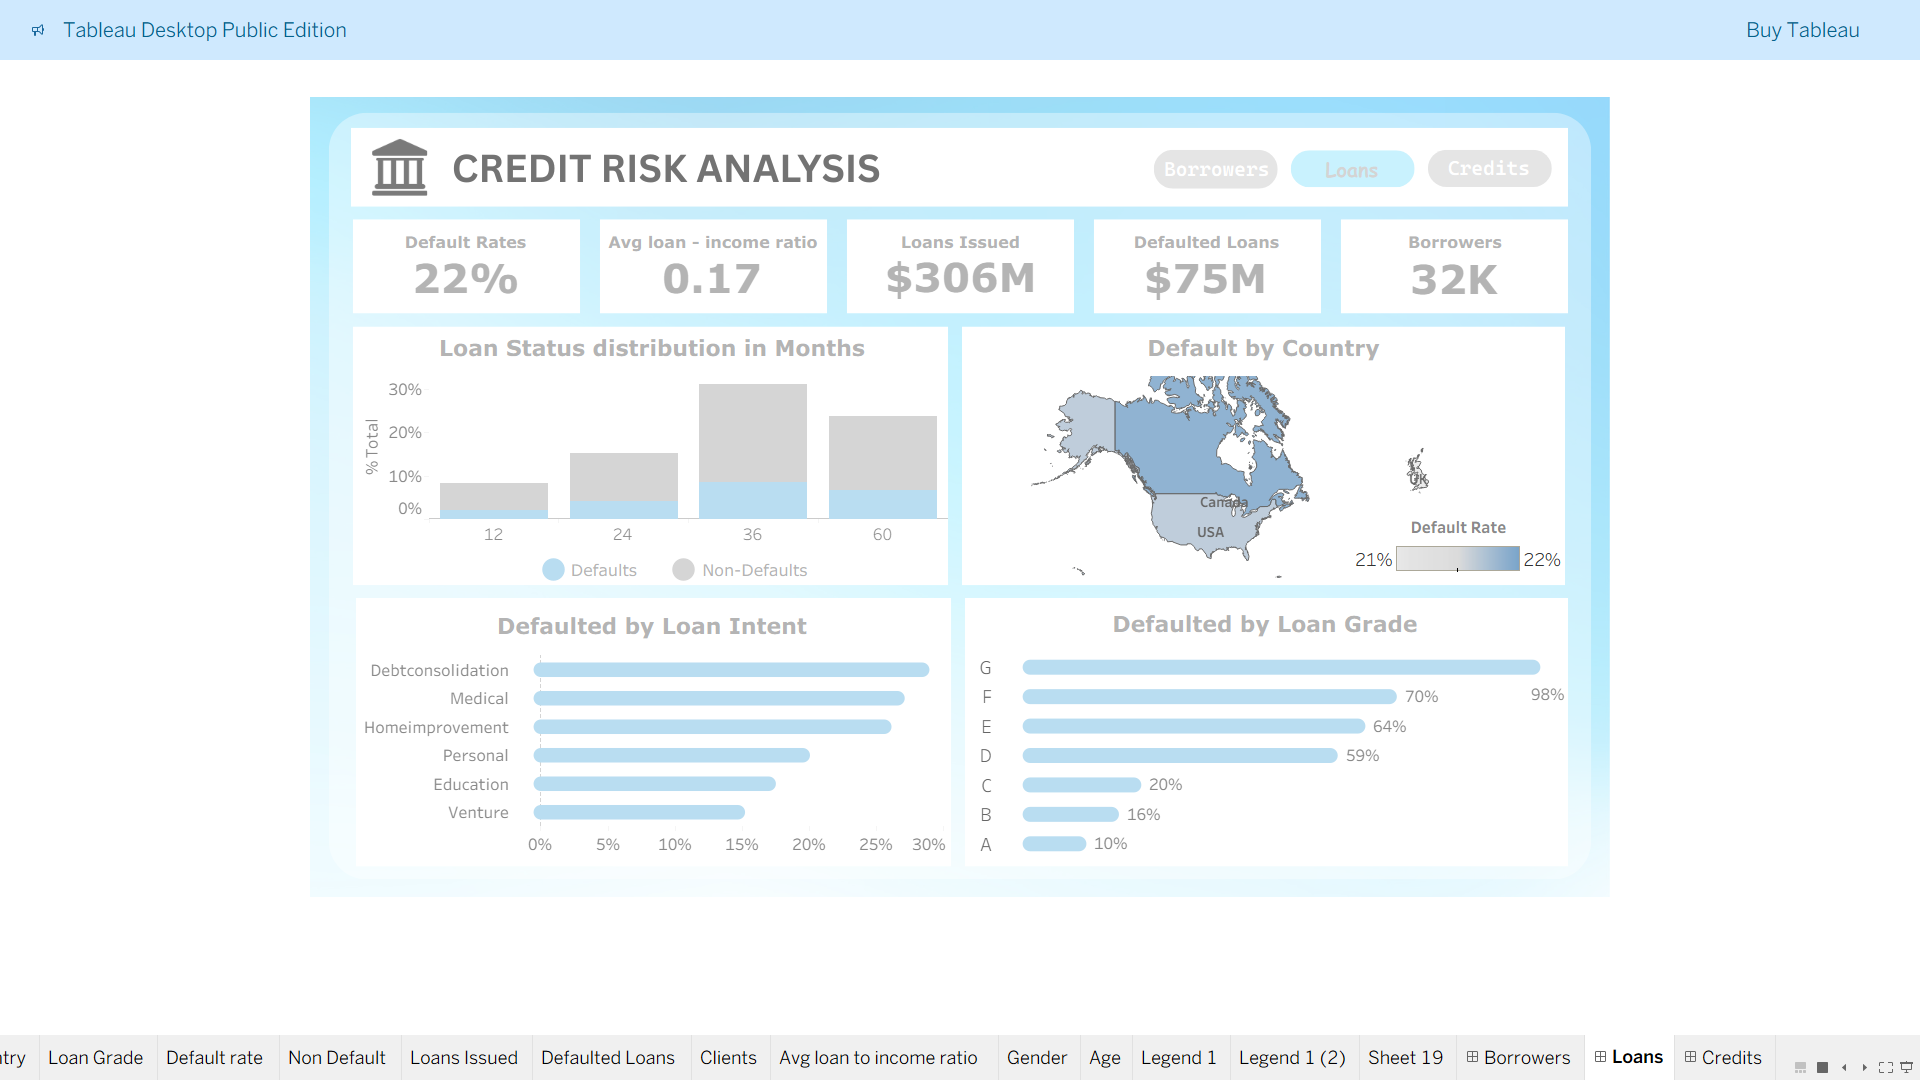 Tableau Desktop Public Edition
Buy Tableau
CREDIT RISK ANALYSIS
Borrowers
Loans
Credits
Default Rates
22%
Avg loan - income ratio
0.17
Loans Issued
$306M
Defaulted Loans
$75M
Borrowers
32K
Loan Status distribution in Months
% Total
30%
20%
10%
0%
12
24
36
60
Defaults
Non-Defaults
Default by Country
Canada
USA
UK
Default Rate
21%
22%
Defaulted by Loan Intent
Debtconsolidation
Medical
Homeimprovement
Personal
Education
Venture
0%
5%
10%
15%
20%
25%
30%
Defaulted by Loan Grade
G
98%
F
70%
E
64%
D
59%
C
20%
B
16%
A
10%
try
Loan Grade
Default rate
Non Default
Loans Issued
Defaulted Loans
Clients
Avg loan to income ratio
Gender
Age
Legend 1
Legend 1 (2)
Sheet 19
Borrowers
Loans
Credits